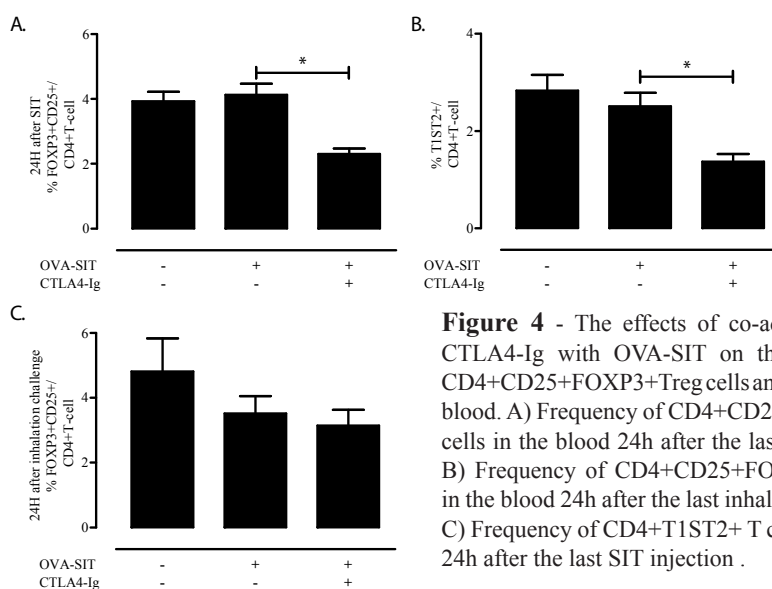 A.
24H after SIT
% FOXP3+CD25+/
CD4+T-cell
6
4
2
0
*
OVA-SIT - + +
CTLA4-Ig - - +
B.
% T1ST2+/
CD4+T-cell
4
2
0
*
OVA-SIT - + +
CTLA4-Ig - - +
C.
24H after inhalation challenge
% FOXP3+CD25+/
CD4+T-cell
6
4
2
0
OVA-SIT - + +
CTLA4-Ig - - +
Figure 4 - The effects of co-ad
CTLA4-Ig with OVA-SIT on th
CD4+CD25+FOXP3+Treg cells an
blood. A) Frequency of CD4+CD2
cells in the blood 24h after the las
B) Frequency of CD4+CD25+FO
in the blood 24h after the last inhal
C) Frequency of CD4+T1ST2+ T c
24h after the last SIT injection .